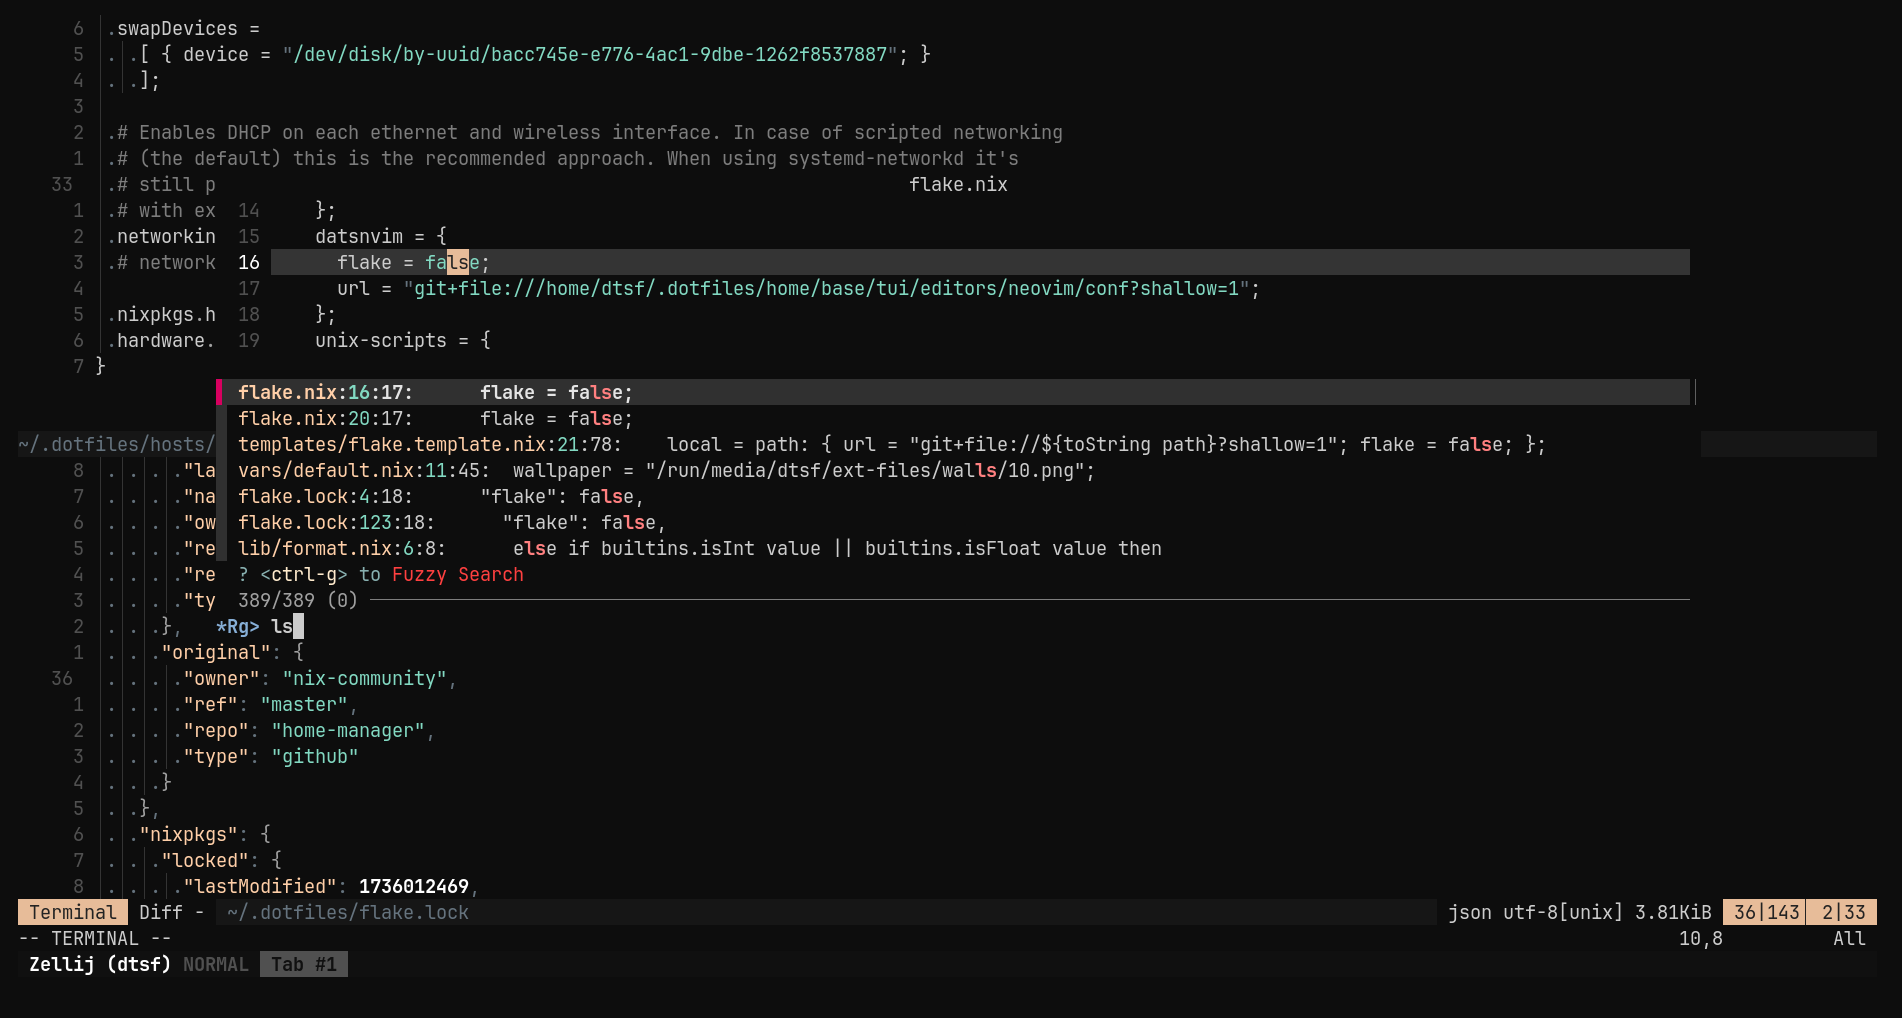 6 .swapDevices =
5 . .[ { device = "/dev/disk/by-uuid/bacc745e-e776-4ac1-9dbe-1262f8537887"; }
4 . .];
3
2 .# Enables DHCP on each ethernet and wireless interface. In case of scripted networking
1 .# (the default) this is the recommended approach. When using systemd-networkd it's
33 .# still p flake.nix
1 .# with ex 14 };
2 .networkin 15 datsnvim = {
3 .# network 16 flake = false;
4 17 url = "git+file:///home/dtsf/.dotfiles/home/base/tui/editors/neovim/conf?shallow=1";
5 .nixpkgs.h 18 };
6 .hardware. 19 unix-scripts = {
7 }
flake.nix:16:17: flake = false;
flake.nix:20:17: flake = false;
~/.dotfiles/hosts/ templates/flake.template.nix:21:78: local = path: { url = "git+file://${toString path}?shallow=1"; flake = false; };
8 . . . ."la vars/default.nix:11:45: wallpaper = "/run/media/dtsf/ext-files/walls/10.png";
7 . . . ."na flake.lock:4:18: "flake": false,
6 . . . ."ow flake.lock:123:18: "flake": false,
5 . . . ."re lib/format.nix:6:8: else if builtins.isInt value || builtins.isFloat value then
4 . . . ."re ? <ctrl-g> to Fuzzy Search
3 . . . ."ty 389/389 (0)
2 . . .}, *Rg> ls
1 . . ."original": {
36 . . . ."owner": "nix-community",
1 . . . ."ref": "master",
2 . . . ."repo": "home-manager",
3 . . . ."type": "github"
4 . . .}
5 . .},
6 . ."nixpkgs": {
7 . . ."locked": {
8 . . . ."lastModified": 1736012469,
Terminal Diff - ~/.dotfiles/flake.lock json utf-8[unix] 3.81KiB 36|143 2|33
-- TERMINAL -- 10,8 All
Zellij (dtsf) NORMAL Tab #1